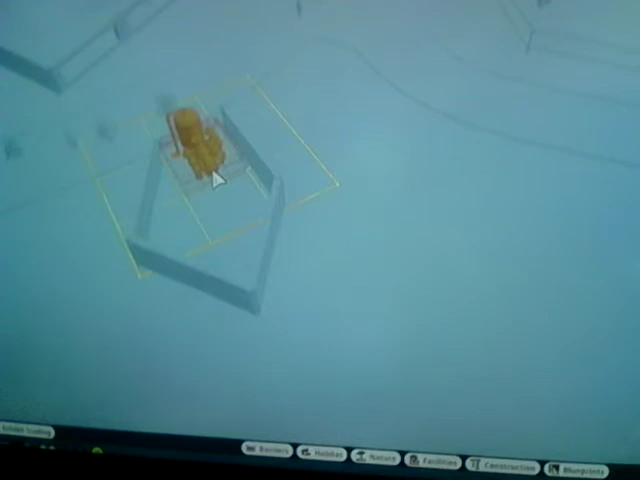 Barriers
Habitat
Nature
Facilities
Construction
Blueprints